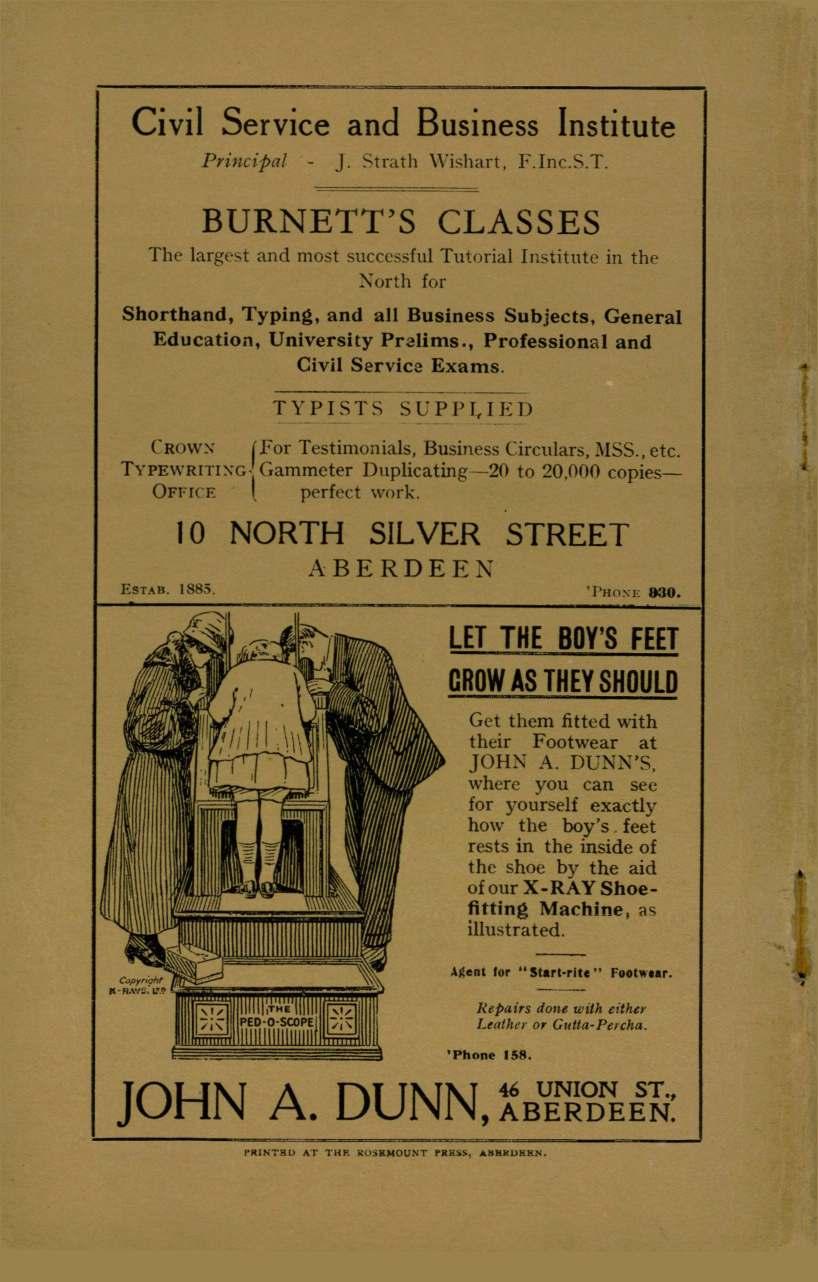 Civil Service and Business Institute
Principal - J. Strath Wishart, F.Inc.S.T.
BURNETT'S CLASSES
The largest and most successful Tutorial Institute in the
North for
Shorthand, Typing, and all Business Subjects, General
Education, University Prelims., Professional and
Civil Service Exams.
TYPISTS SUPPLIED
CROWN
TYPEWRITING
OFFICE
For Testimonials, Business Circulars, MSS., etc.
Gammeter Duplicating—20 to 20,000 copies—
perfect work.
10 NORTH SILVER STREET
ABERDEEN
ESTAB. 1885.
'PHONE 930.
LET THE BOY'S FEET
GROW AS THEY SHOULD
Get them fitted with
their Footwear at
JOHN A. DUNN'S,
where you can see
for yourself exactly
how the boy's feet
rests in the inside of
the shoe by the aid
of our X-RAY Shoe-
fitting Machine, as
illustrated.
Agent for "Start-rite" Footwear.
Repairs done with either
Leather or Gutta-Percha.
'Phone 158.
Copyright
X-RAYS. LTD
THE
PED-O-SCOPE
JOHN A. DUNN, 46 UNION ST.,
ABERDEEN.
PRINTED AT THE ROSEMOUNT PRESS, ABERDEEN.